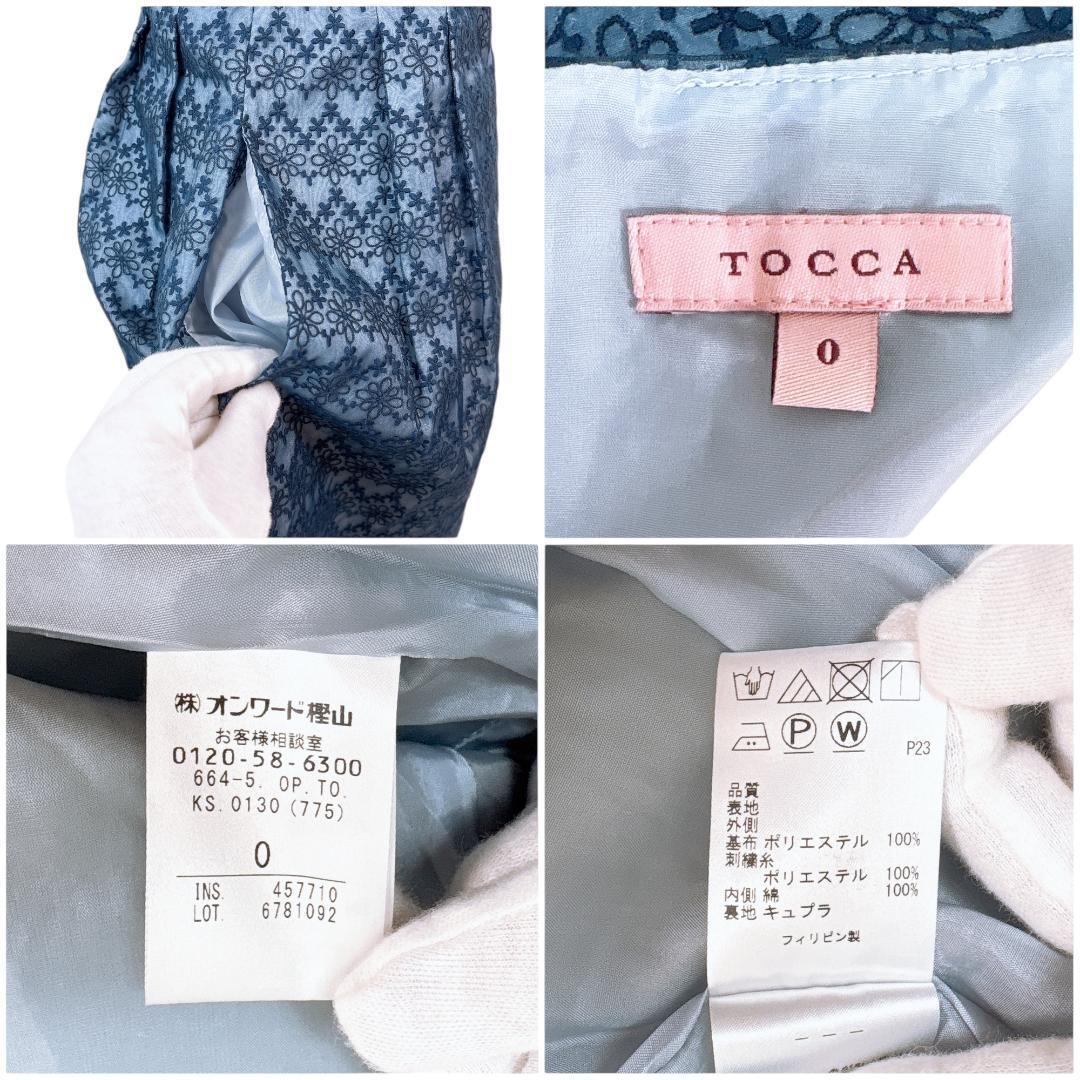 TOCCA
0
㈱オンワード樫山
お客様相談室
0120-58-6300
664-5. OP. TO.
KS. 0130 (775)
0
INS. 457710
LOT. 6781092
P
W
P23
品質
表地
外側
基布 ポリエステル 100%
刺繍糸
ポリエステル 100%
内側 綿 100%
裏地 キュプラ
フィリピン製